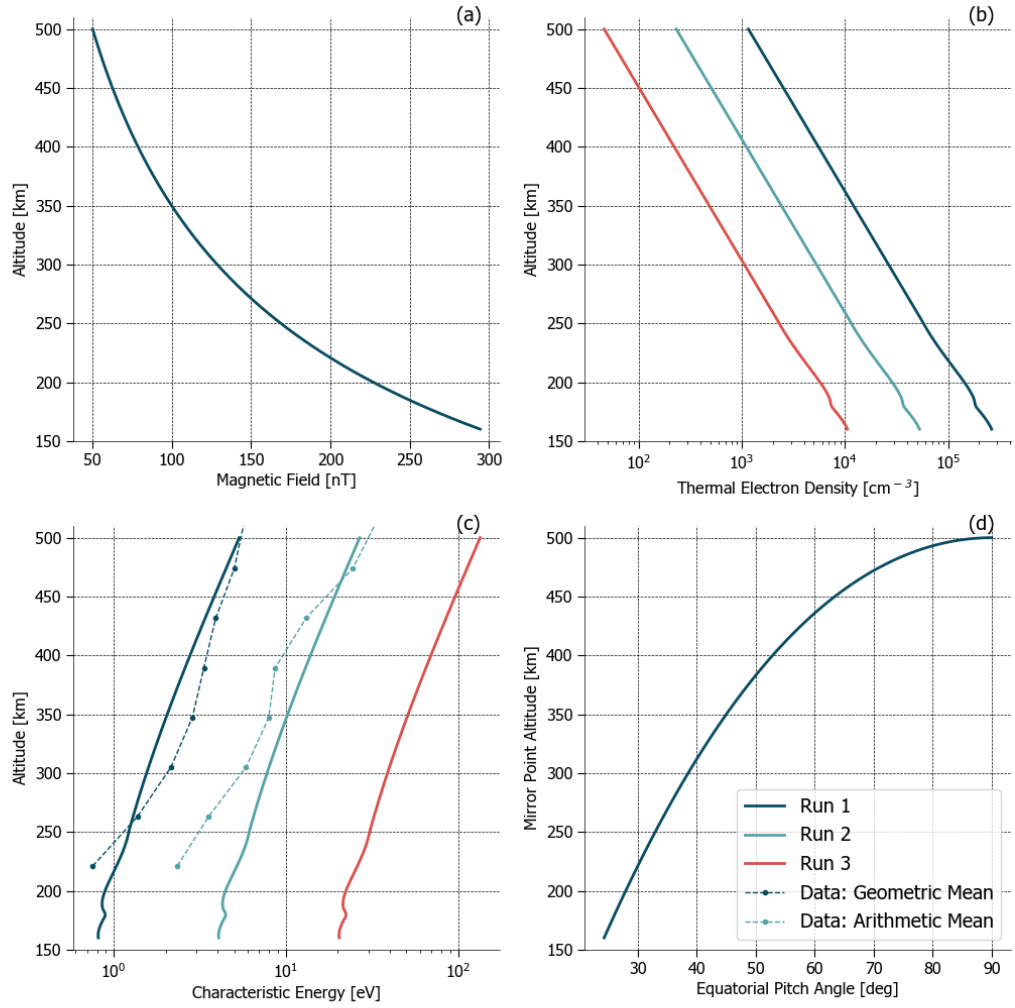 (a)
500
450
400
350
300
250
200
150
Altitude [km]
50 100 150 200 250 300
Magnetic Field [nT]
(b)
500
450
400
350
300
250
200
150
Altitude [km]
10² 10³ 10⁴ 10⁵
Thermal Electron Density [cm⁻³]
(c)
500
450
400
350
300
250
200
150
Altitude [km]
10⁰ 10¹ 10²
Characteristic Energy [eV]
(d)
500
450
400
350
300
250
200
150
Mirror Point Altitude [km]
Run 1
Run 2
Run 3
Data: Geometric Mean
Data: Arithmetic Mean
30 40 50 60 70 80 90
Equatorial Pitch Angle [deg]